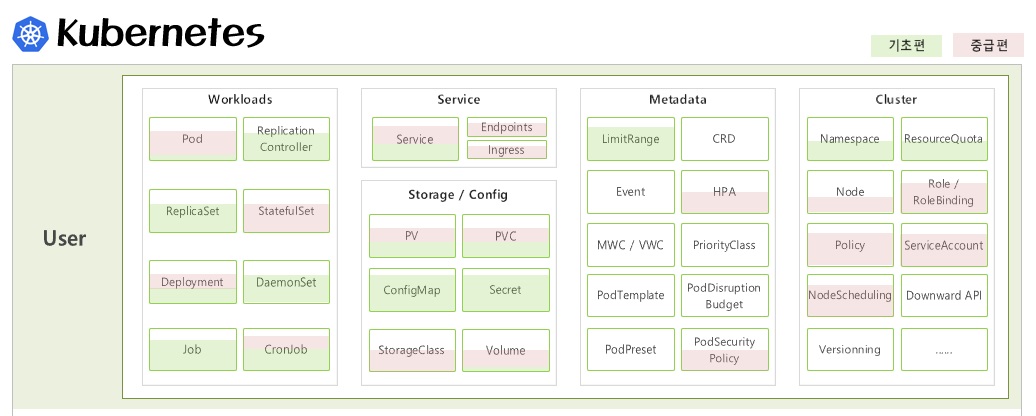 Kubernetes
기초편
중급편
User
Workloads
Pod
Replication
Controller
ReplicaSet
StatefulSet
Deployment
DaemonSet
Job
CronJob
Service
Service
Endpoints
Ingress
Storage / Config
PV
PVC
ConfigMap
Secret
StorageClass
Volume
Metadata
LimitRange
CRD
Event
HPA
MWC / VWC
PriorityClass
PodTemplate
PodDisruption
Budget
PodPreset
PodSecurity
Policy
Cluster
Namespace
ResourceQuota
Node
Role /
RoleBinding
Policy
ServiceAccount
NodeScheduling
Downward API
Versionning
......